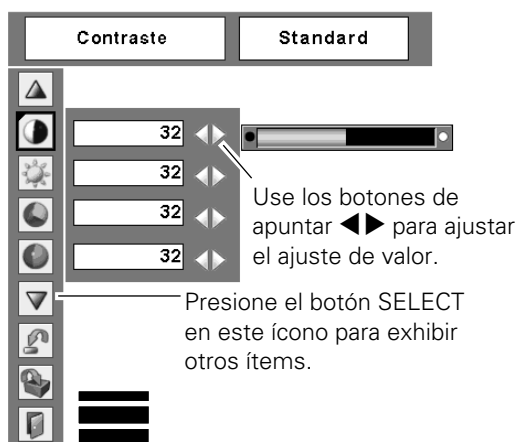 Contraste Standard
32
32
32
32
Use los botones de
apuntar ◀▶ para ajustar
el ajuste de valor.
Presione el botón SELECT
en este ícono para exhibir
otros ítems.